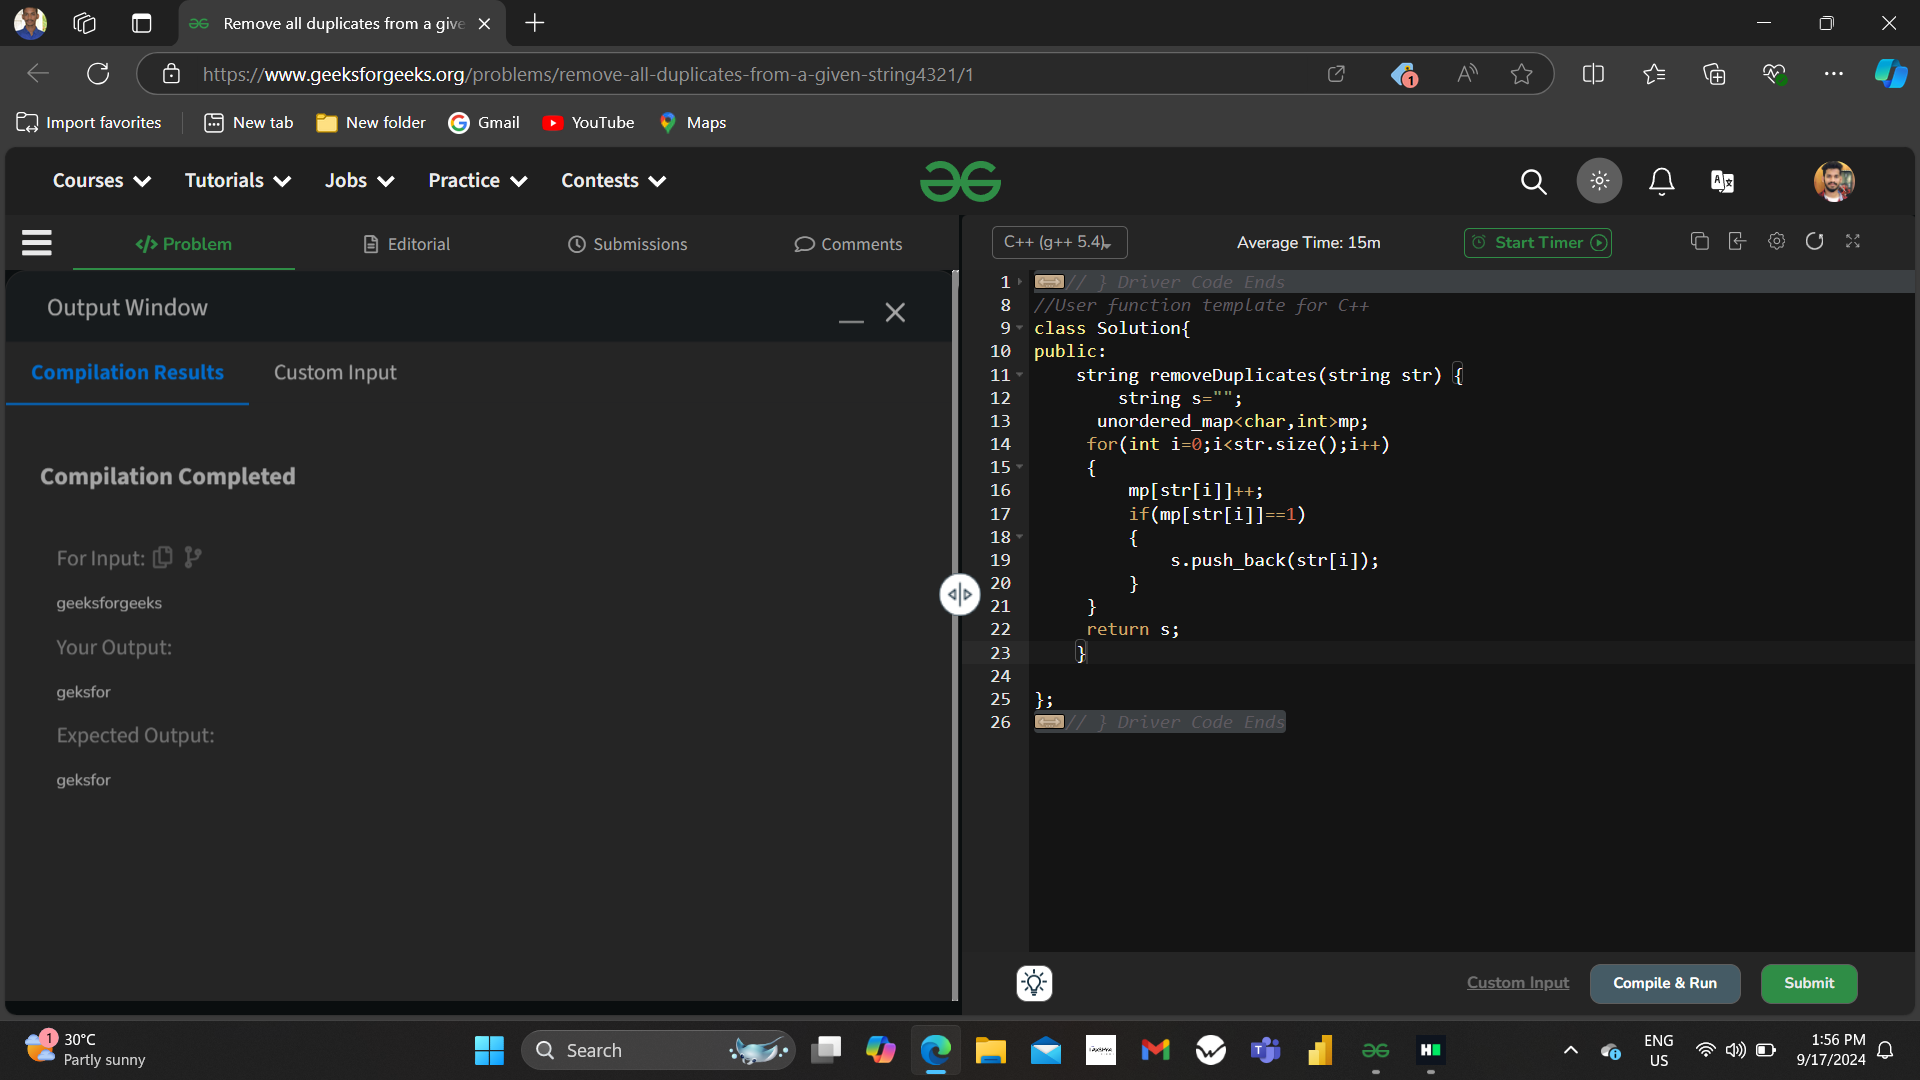 Remove all duplicates from a give
https://www.geeksforgeeks.org/problems/remove-all-duplicates-from-a-given-string4321/1
1
Import favorites
New tab
New folder
Gmail
YouTube
Maps
Courses
Tutorials
Jobs
Practice
Contests
</> Problem
Editorial
Submissions
Comments
C++ (g++ 5.4)
Average Time: 15m
Start Timer
Output Window
Compilation Results
Custom Input
Compilation Completed
For Input:
geeksforgeeks
Your Output:
geksfor
Expected Output:
geksfor
1 // } Driver Code Ends
8 //User function template for C++
9 class Solution{
10 public:
11 string removeDuplicates(string str) {
12 string s="";
13 unordered_map<char,int>mp;
14 for(int i=0;i<str.size();i++)
15 {
16 mp[str[i]]++;
17 if(mp[str[i]]==1)
18 {
19 s.push_back(str[i]);
20 }
21 }
22 return s;
23 }
24
25 };
26 // } Driver Code Ends
Custom Input
Compile & Run
Submit
1
30°C
Partly sunny
Search
ENG
US
1:56 PM
9/17/2024